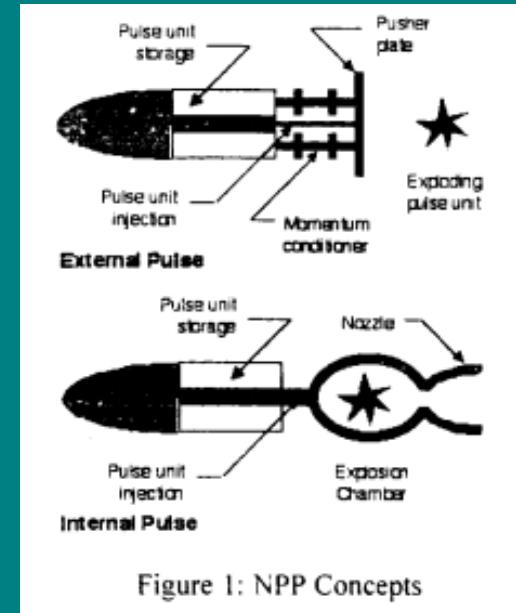 Pulse unit
storage
Pusher
plate
Pulse unit
injection
Momentum
conditioner
Exploding
pulse unit
External Pulse
Pulse unit
storage
Nozzle
Pulse unit
injection
Explosion
Chamber
Internal Pulse
Figure 1: NPP Concepts